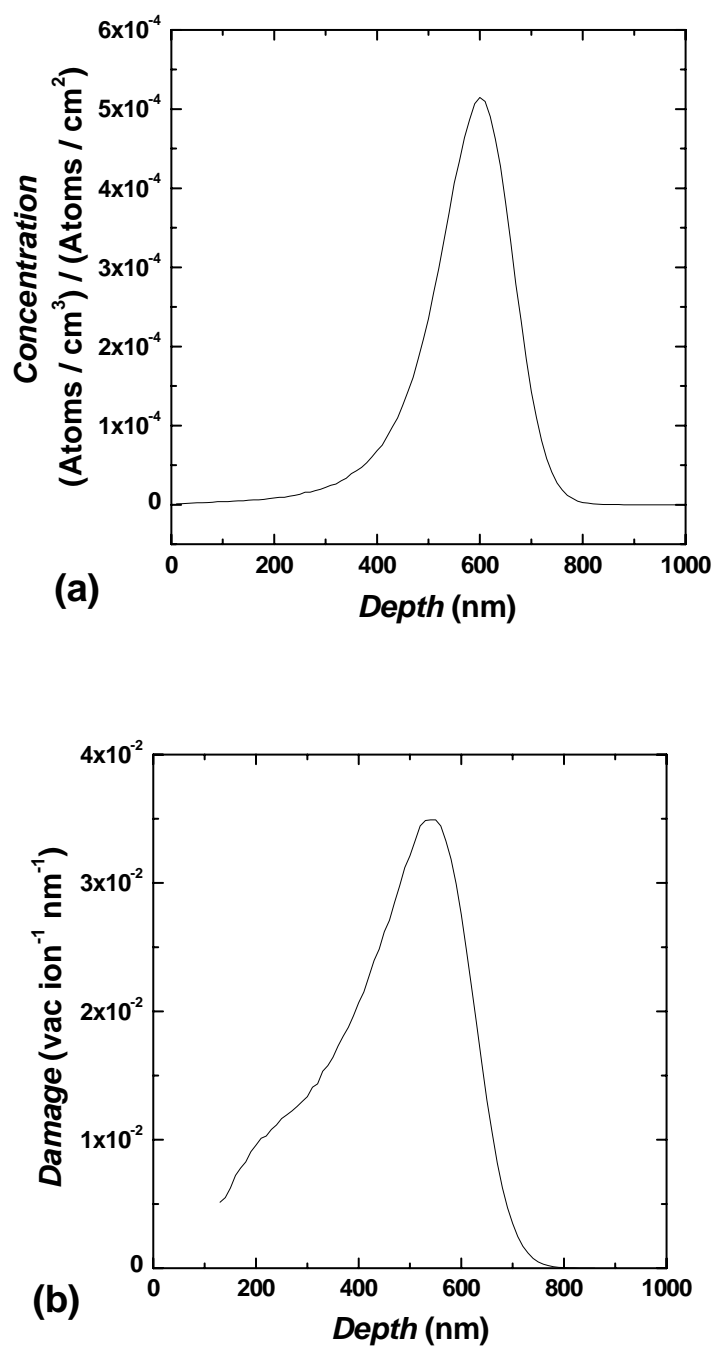 6x10⁻⁴
5x10⁻⁴
4x10⁻⁴
3x10⁻⁴
2x10⁻⁴
1x10⁻⁴
0
Concentration
(Atoms / cm³) / (Atoms / cm²)
0 200 400 600 800 1000
Depth (nm)
(a)
4x10⁻²
3x10⁻²
2x10⁻²
1x10⁻²
0
Damage (vac ion⁻¹ nm⁻¹)
0 200 400 600 800 1000
Depth (nm)
(b)